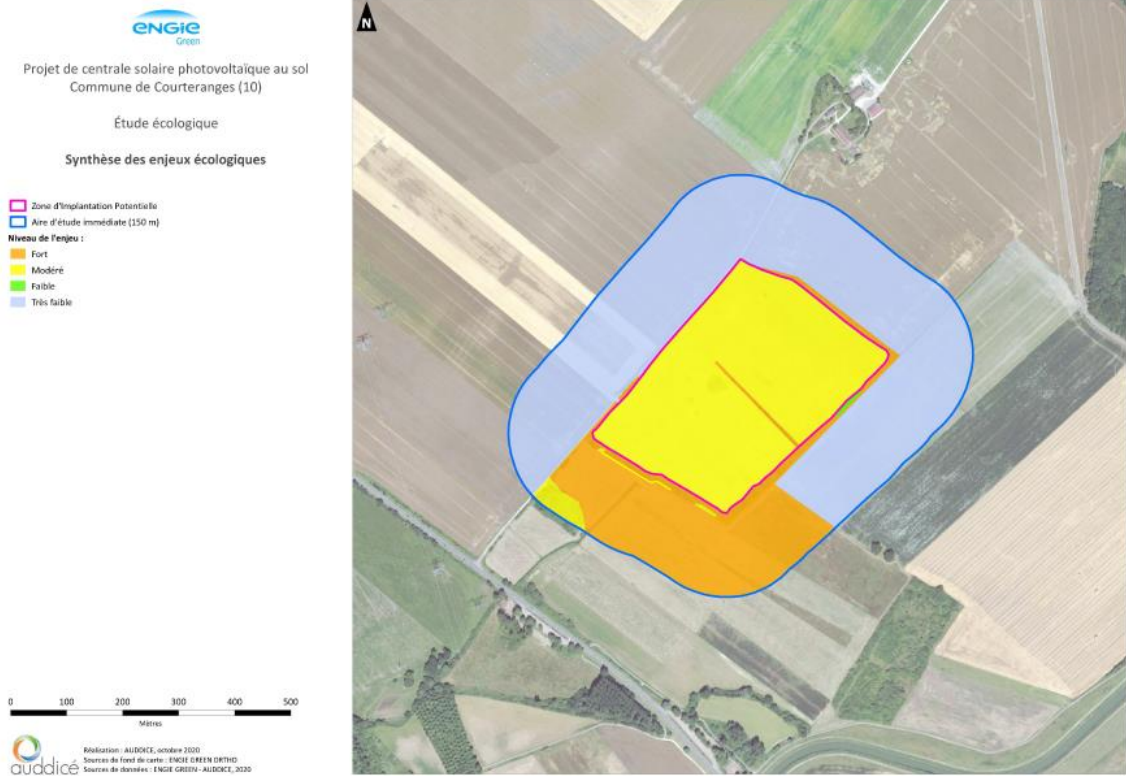 ENGIE
Green
N
Projet de centrale solaire photovoltaïque au sol
Commune de Courteranges (10)
Étude écologique
Synthèse des enjeux écologiques
Zone d'Implantation Potentielle
Aire d'étude immédiate (150 m)
Niveau de l'enjeu :
Fort
Modéré
Faible
Très faible
0 100 200 300 400 500
Mètres
auddicé
Réalisation : AUDDICE, octobre 2020
Sources de fond de carte : ENGIE GREEN ORTHO
Sources de données : ENGIE GREEN - AUDDICE, 2020